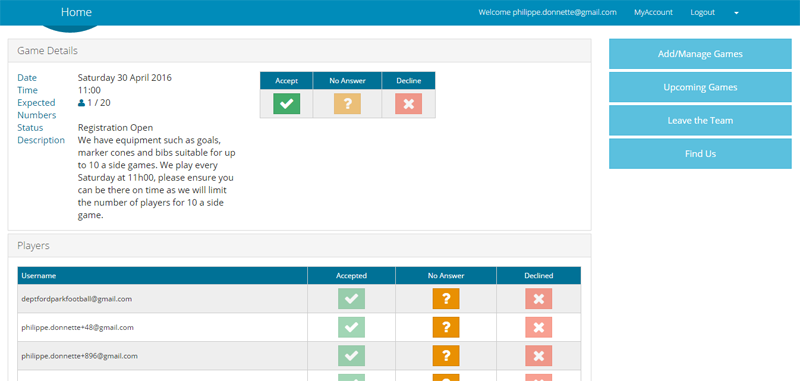 Home
Welcome philippe.donnette@gmail.com MyAccount Logout
Game Details
Date Saturday 30 April 2016
Time 11:00
Expected Numbers 1 / 20
Status Registration Open
Description We have equipment such as goals,
marker cones and bibs suitable for up
to 10 a side games. We play every
Saturday at 11h00, please ensure you
can be there on time as we will limit
the number of players for 10 a side
game.
Accept No Answer Decline
?
Add/Manage Games
Upcoming Games
Leave the Team
Find Us
Players
Username Accepted No Answer Declined
deptfordparkfootball@gmail.com ?
philippe.donnette+48@gmail.com ?
philippe.donnette+896@gmail.com ?